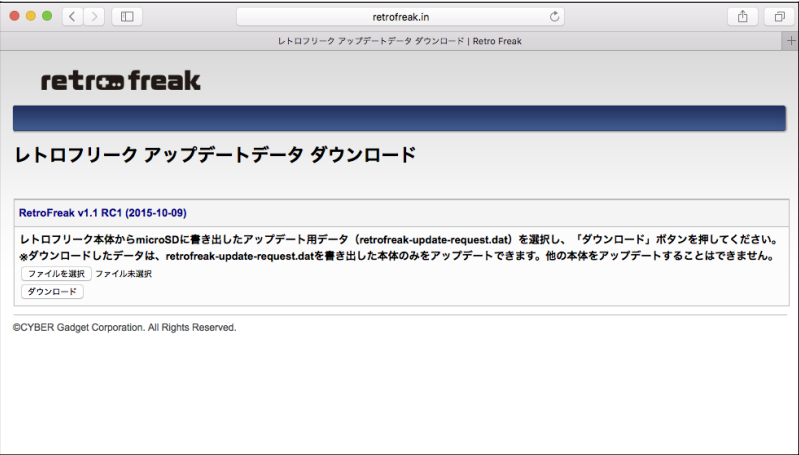 retrofreak.in
レトロフリーク アップデートデータ ダウンロード | Retro Freak
retro freak
レトロフリーク アップデートデータ ダウンロード
RetroFreak v1.1 RC1 (2015-10-09)
レトロフリーク本体からmicroSDに書き出したアップデート用データ（retrofreak-update-request.dat）を選択し、「ダウンロード」ボタンを押してください。
※ダウンロードしたデータは、retrofreak-update-request.datを書き出した本体のみをアップデートできます。他の本体をアップデートすることはできません。
ファイルを選択 ファイル未選択
ダウンロード
©CYBER Gadget Corporation. All Rights Reserved.